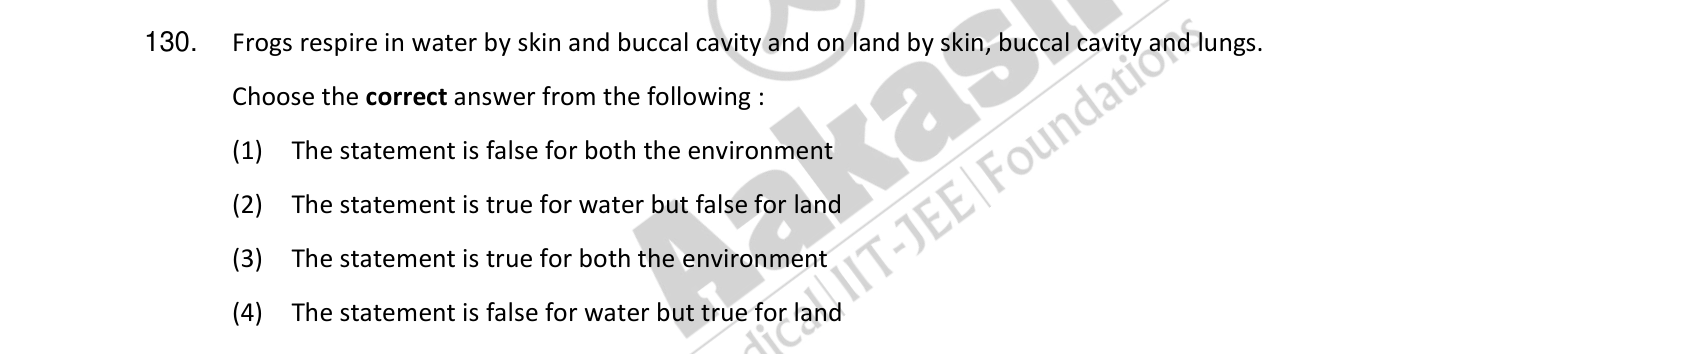 130. Frogs respire in water by skin and buccal cavity and on land by skin, buccal cavity and lungs.
Choose the correct answer from the following :
(1) The statement is false for both the environment
(2) The statement is true for water but false for land
(3) The statement is true for both the environment
(4) The statement is false for water but true for land
Aakash
dical|IIT-JEE|Foundations